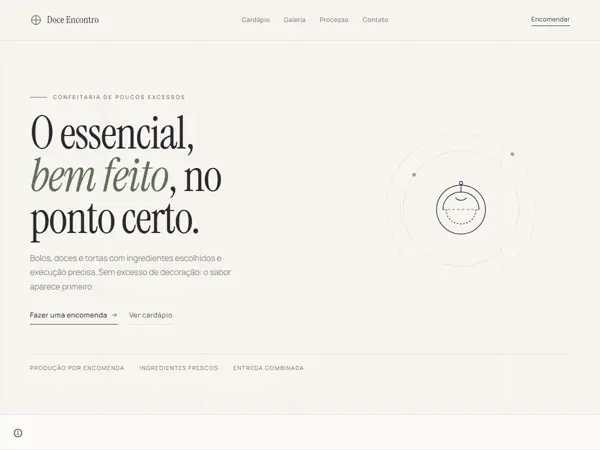 Doce Encontro
Cardápio Galeria Processo Contato
Encomendar
CONFEITARIA DE POUCOS EXCESSOS
O essencial,
bem feito, no
ponto certo.
Bolos, doces e tortas com ingredientes escolhidos e
execução precisa. Sem excesso de decoração: o sabor
aparece primeiro
Fazer uma encomenda → Ver cardápio
PRODUÇÃO POR ENCOMENDA INGREDIENTES FRESCOS ENTREGA COMBINADA